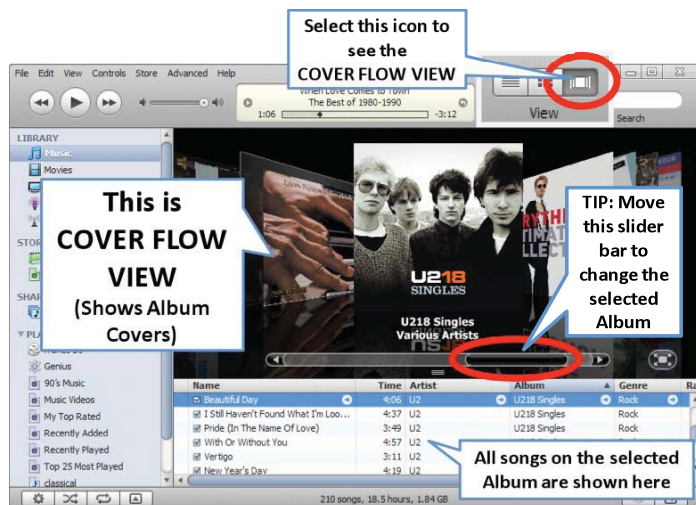 Select this icon to
see the
COVER FLOW VIEW
File Edit View Controls Store Advanced Help
When Love Comes to Town
The Best of 1980-1990
1:06 -3:12
View
Search
LIBRARY
Music
Movies
STOR
SHAR
Genius
90's Music
Music Videos
My Top Rated
Recently Added
Recently Played
Top 25 Most Played
classical
This is
COVER FLOW
VIEW
(Shows Album
Covers)
U218
SINGLES
U218 Singles
Various Artists
TIP: Move
this slider
bar to
change the
selected
Album
Name Time Artist Album Genre Ra
Beautiful Day 4:06 U2 U218 Singles Rock
I Still Haven't Found What I'm Loo... 4:37 U2 U218 Singles Rock
Pride (In The Name Of Love) 3:49 U2 U218 Singles Rock
With Or Without You 4:57 U2 U218 Singles Rock
Vertigo 3:11 U2
New Year's Day 4:19 U2
All songs on the selected
Album are shown here
210 songs, 18.5 hours, 1.84 GB